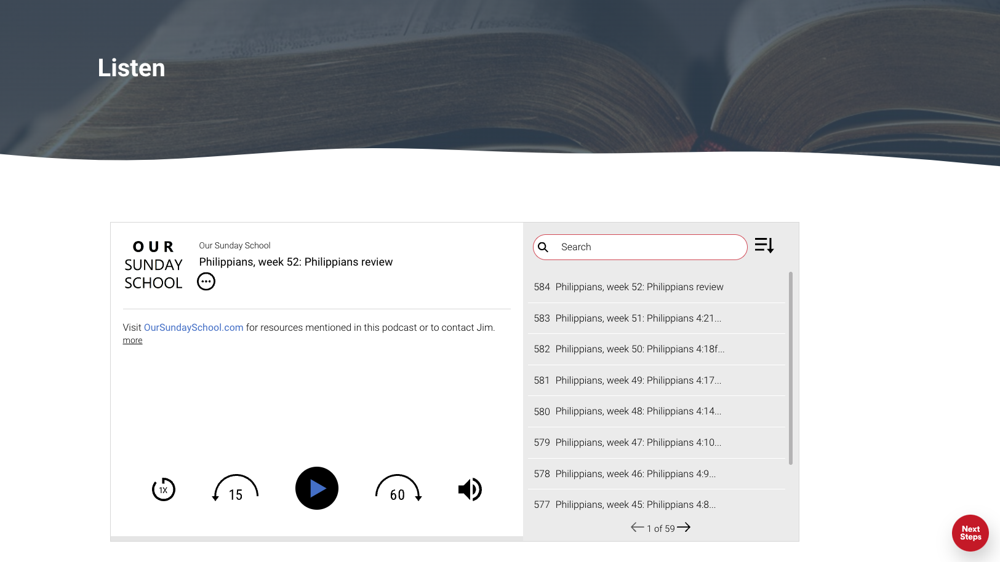 Listen
OUR
SUNDAY
SCHOOL
Our Sunday School
Philippians, week 52: Philippians review
Visit OurSundaySchool.com for resources mentioned in this podcast or to contact Jim.
more
1X
15
60
Search
584 Philippians, week 52: Philippians review
583 Philippians, week 51: Philippians 4:21...
582 Philippians, week 50: Philippians 4:18f...
581 Philippians, week 49: Philippians 4:17...
580 Philippians, week 48: Philippians 4:14...
579 Philippians, week 47: Philippians 4:10...
578 Philippians, week 46: Philippians 4:9...
577 Philippians, week 45: Philippians 4:8...
1 of 59
Next
Steps